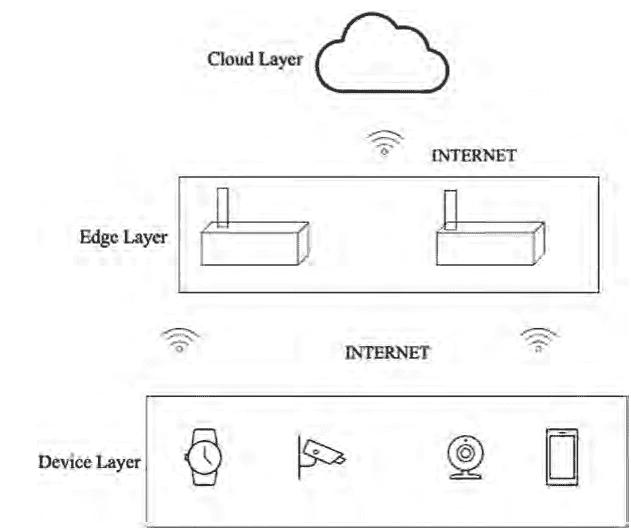 Cloud Layer
INTERNET
Edge Layer
INTERNET
Device Layer